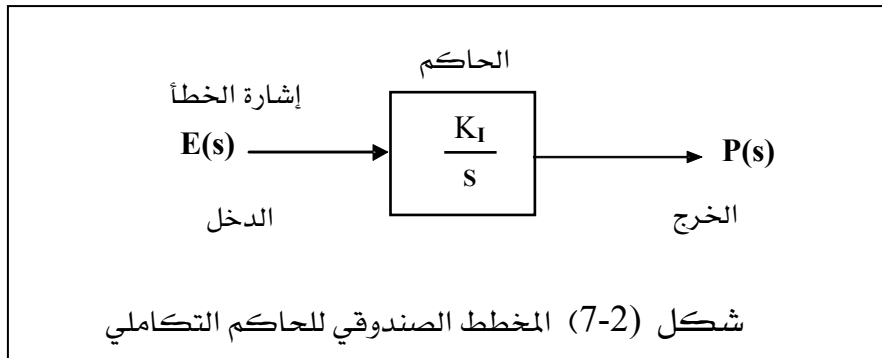 الحاكم
إشارة الخطأ
E(s)
K_I
s
P(s)
الدخل
الخرج
شكل (7-2) المخطط الصندوقي للحاكم التكاملي